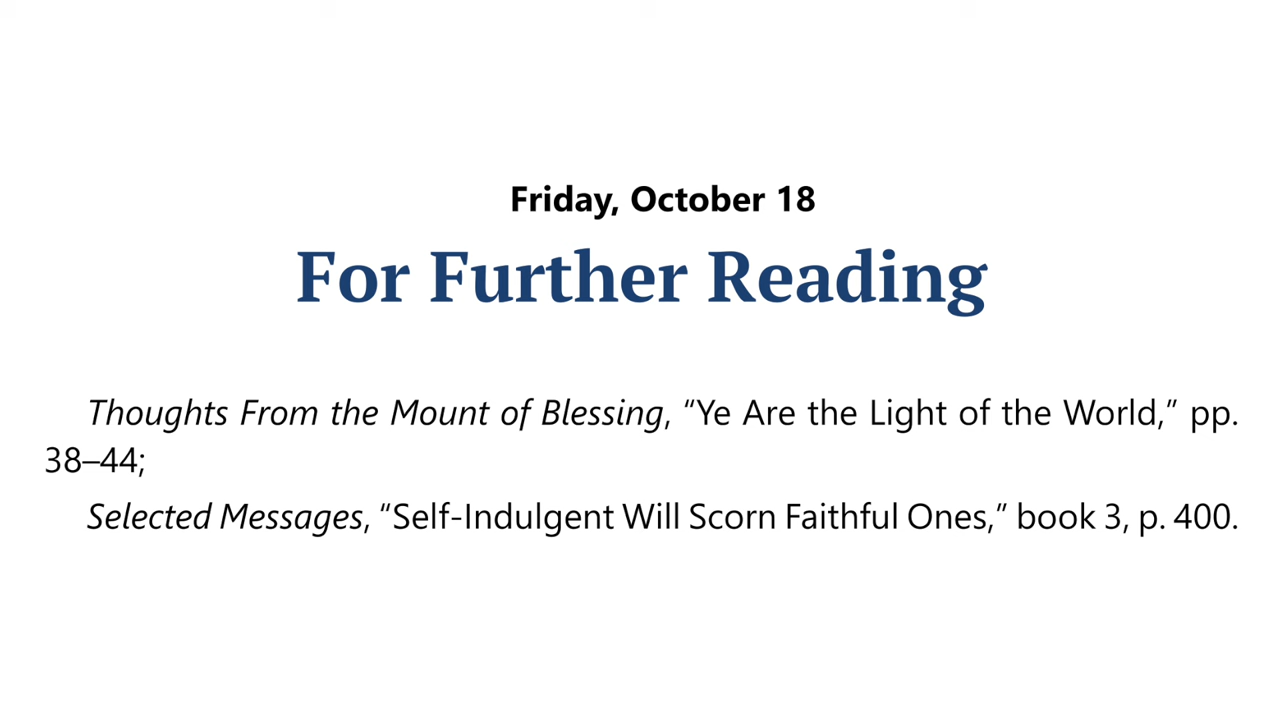 Friday, October 18
For Further Reading
Thoughts From the Mount of Blessing, “Ye Are the Light of the World,” pp.
38–44;
Selected Messages, “Self-Indulgent Will Scorn Faithful Ones,” book 3, p. 400.